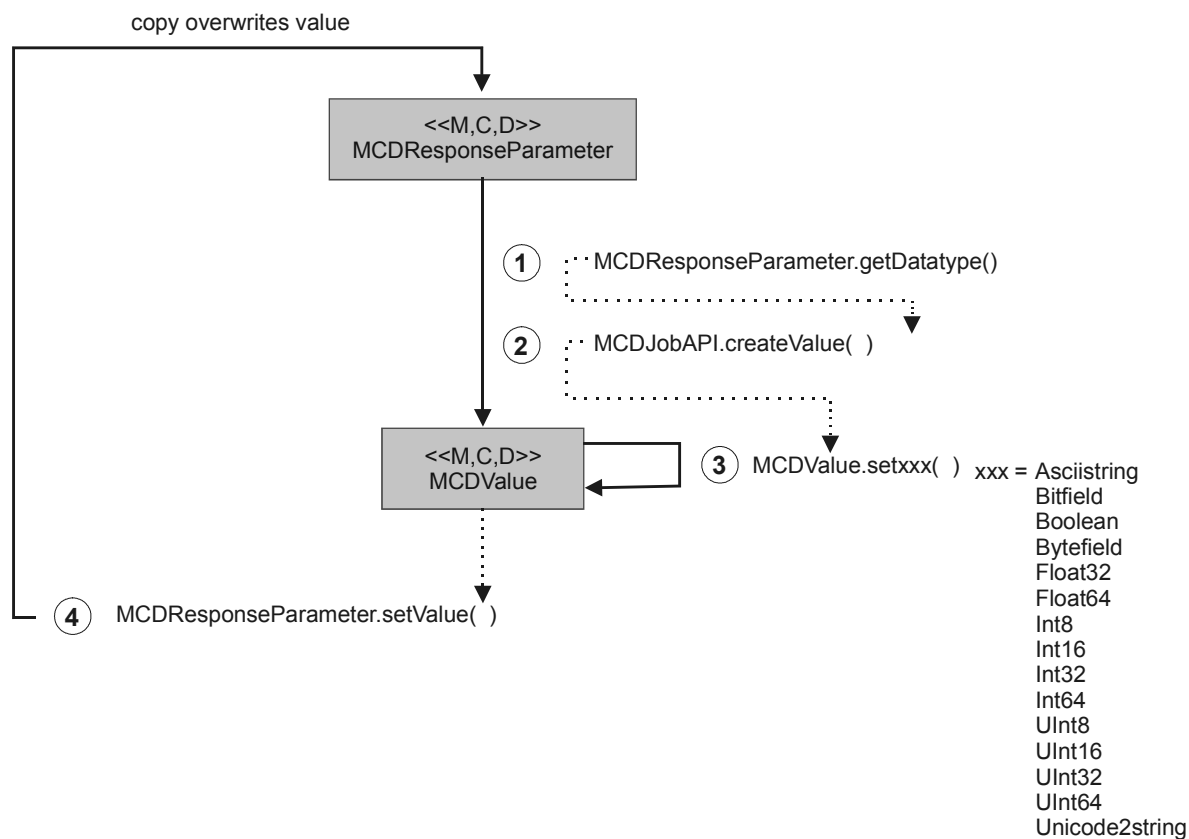 copy overwrites value
<<M,C,D>>
MCDResponseParameter
1 MCDResponseParameter.getDatatype()
2 MCDJobAPI.createValue( )
<<M,C,D>>
MCDValue
3 MCDValue.setxxx( ) xxx = Asciistring
Bitfield
Boolean
Bytefield
Float32
Float64
Int8
Int16
Int32
Int64
UInt8
UInt16
UInt32
UInt64
Unicode2string
4 MCDResponseParameter.setValue( )